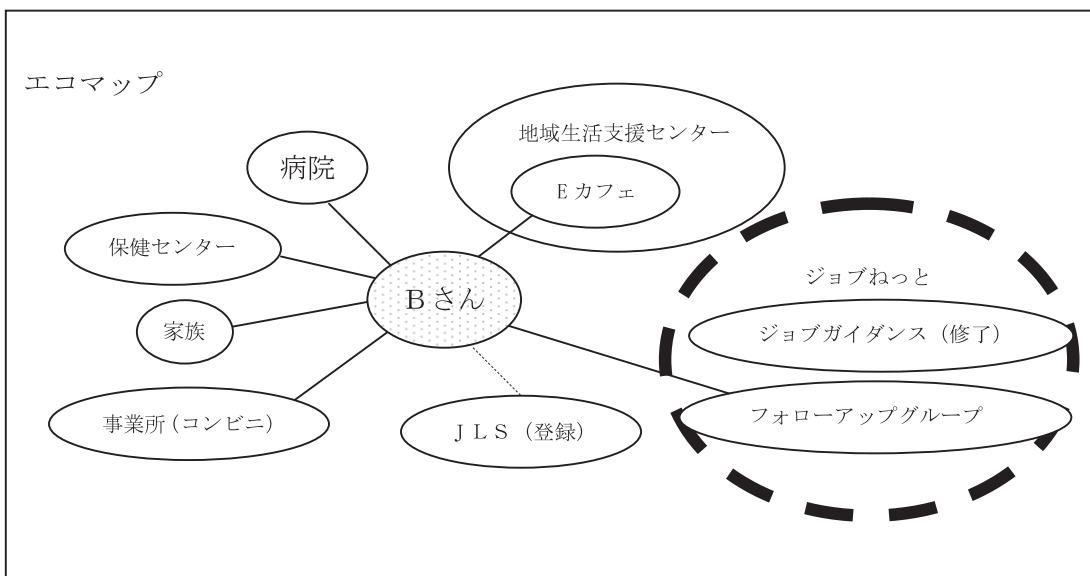 エコマップ
病院
地域生活支援センター
Eカフェ
保健センター
Bさん
ジョブねっと
家族
ジョブガイダンス（修了）
事業所（コンビニ）
JLS（登録）
フォローアップグループ